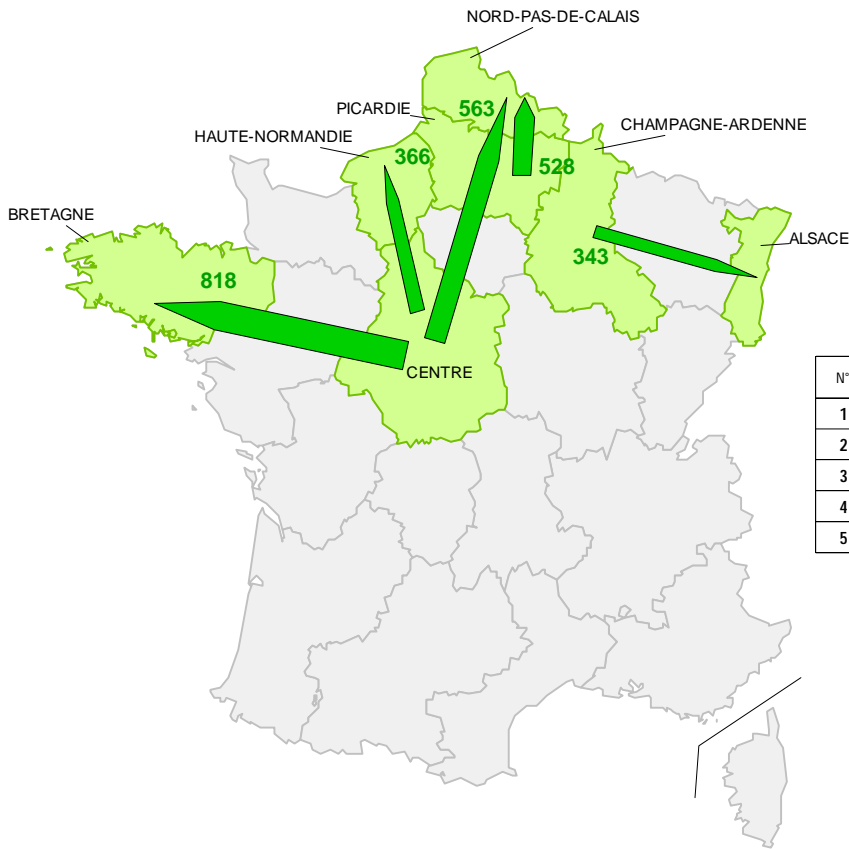 NORD-PAS-DE-CALAIS
PICARDIE
563
CHAMPAGNE-ARDENNE
HAUTE-NORMANDIE
366
528
BRETAGNE
ALSACE
343
818
CENTRE
N°
1
2
3
4
5